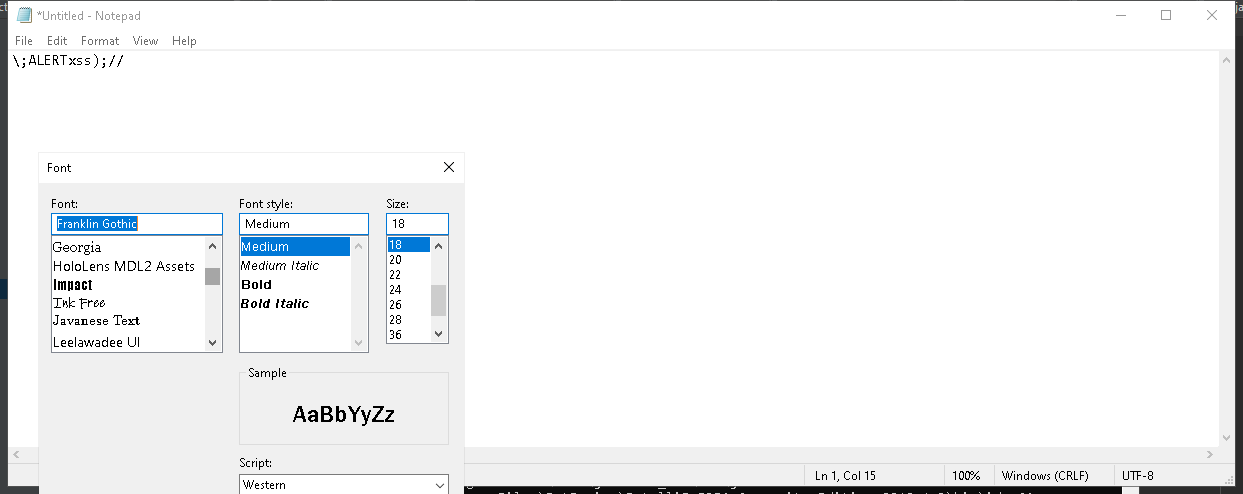 *Untitled - Notepad
File Edit Format View Help
\;ALERTxss);//
Font
Font: Font style: Size:
Franklin Gothic Medium 18
Georgia Medium 18
HoloLens MDL2 Assets Medium Italic 20
Impact Bold 22
Ink Free Bold Italic 24
Javanese Text 26
Leelawadee UI 28
36
Sample
AaBbYyZz
Script:
Western
Ln 1, Col 15 100% Windows (CRLF) UTF-8